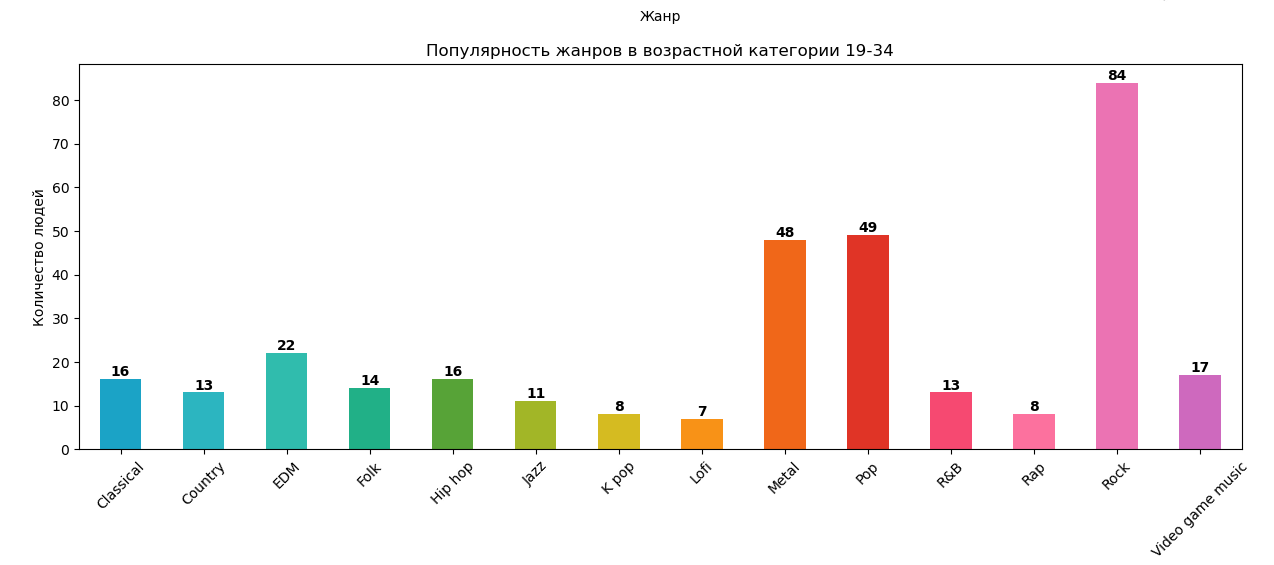 Жанр
Популярность жанров в возрастной категории 19-34
Количество людей
80
70
60
50
40
30
20
10
0
16
13
22
14
16
11
8
7
48
49
13
8
84
17
Classical
Country
EDM
Folk
Hip hop
Jazz
K pop
Lofi
Metal
Pop
R&B
Rap
Rock
Video game music